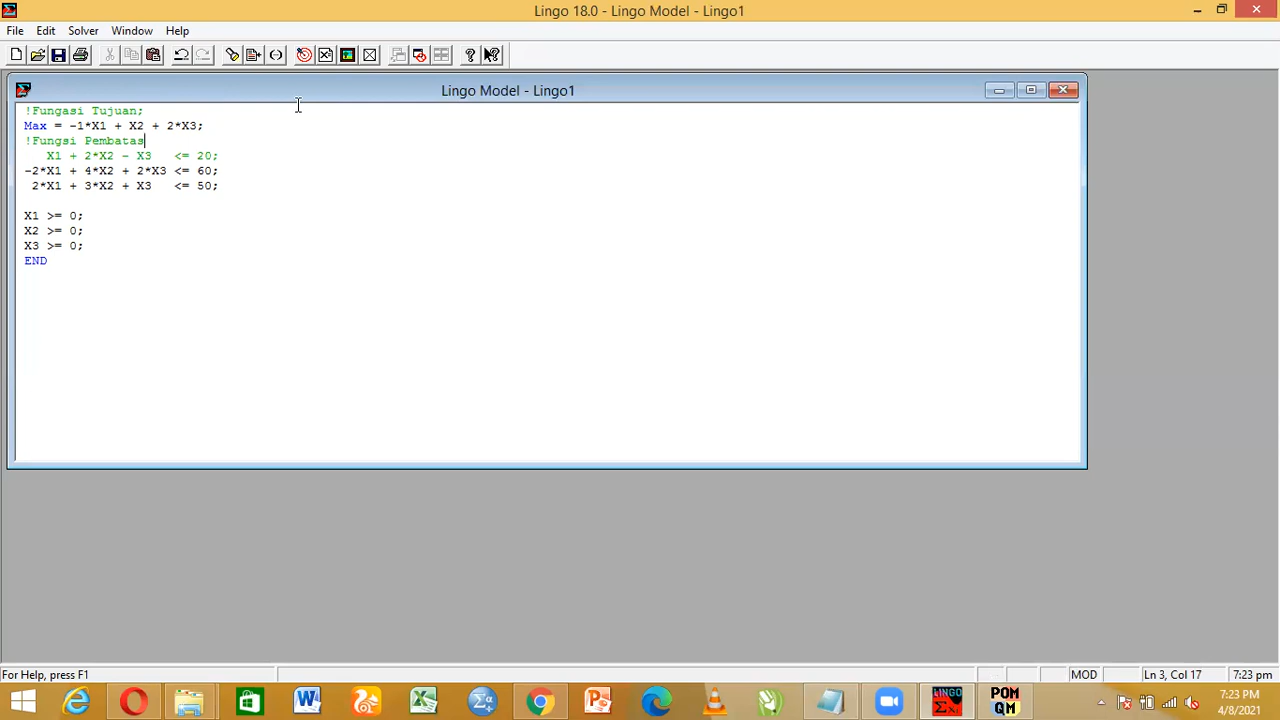 Lingo 18.0 - Lingo Model - Lingo1
File Edit Solver Window Help
Lingo Model - Lingo1
!Fungasi Tujuan;
Max = -1*X1 + X2 + 2*X3;
!Fungsi Pembatas
X1 + 2*X2 - X3 <= 20;
-2*X1 + 4*X2 + 2*X3 <= 60;
2*X1 + 3*X2 + X3 <= 50;
X1 >= 0;
X2 >= 0;
X3 >= 0;
END
For Help, press F1
MOD
Ln 3, Col 17
7:23 pm
LINGO
POM
QM
7:23 PM
4/8/2021